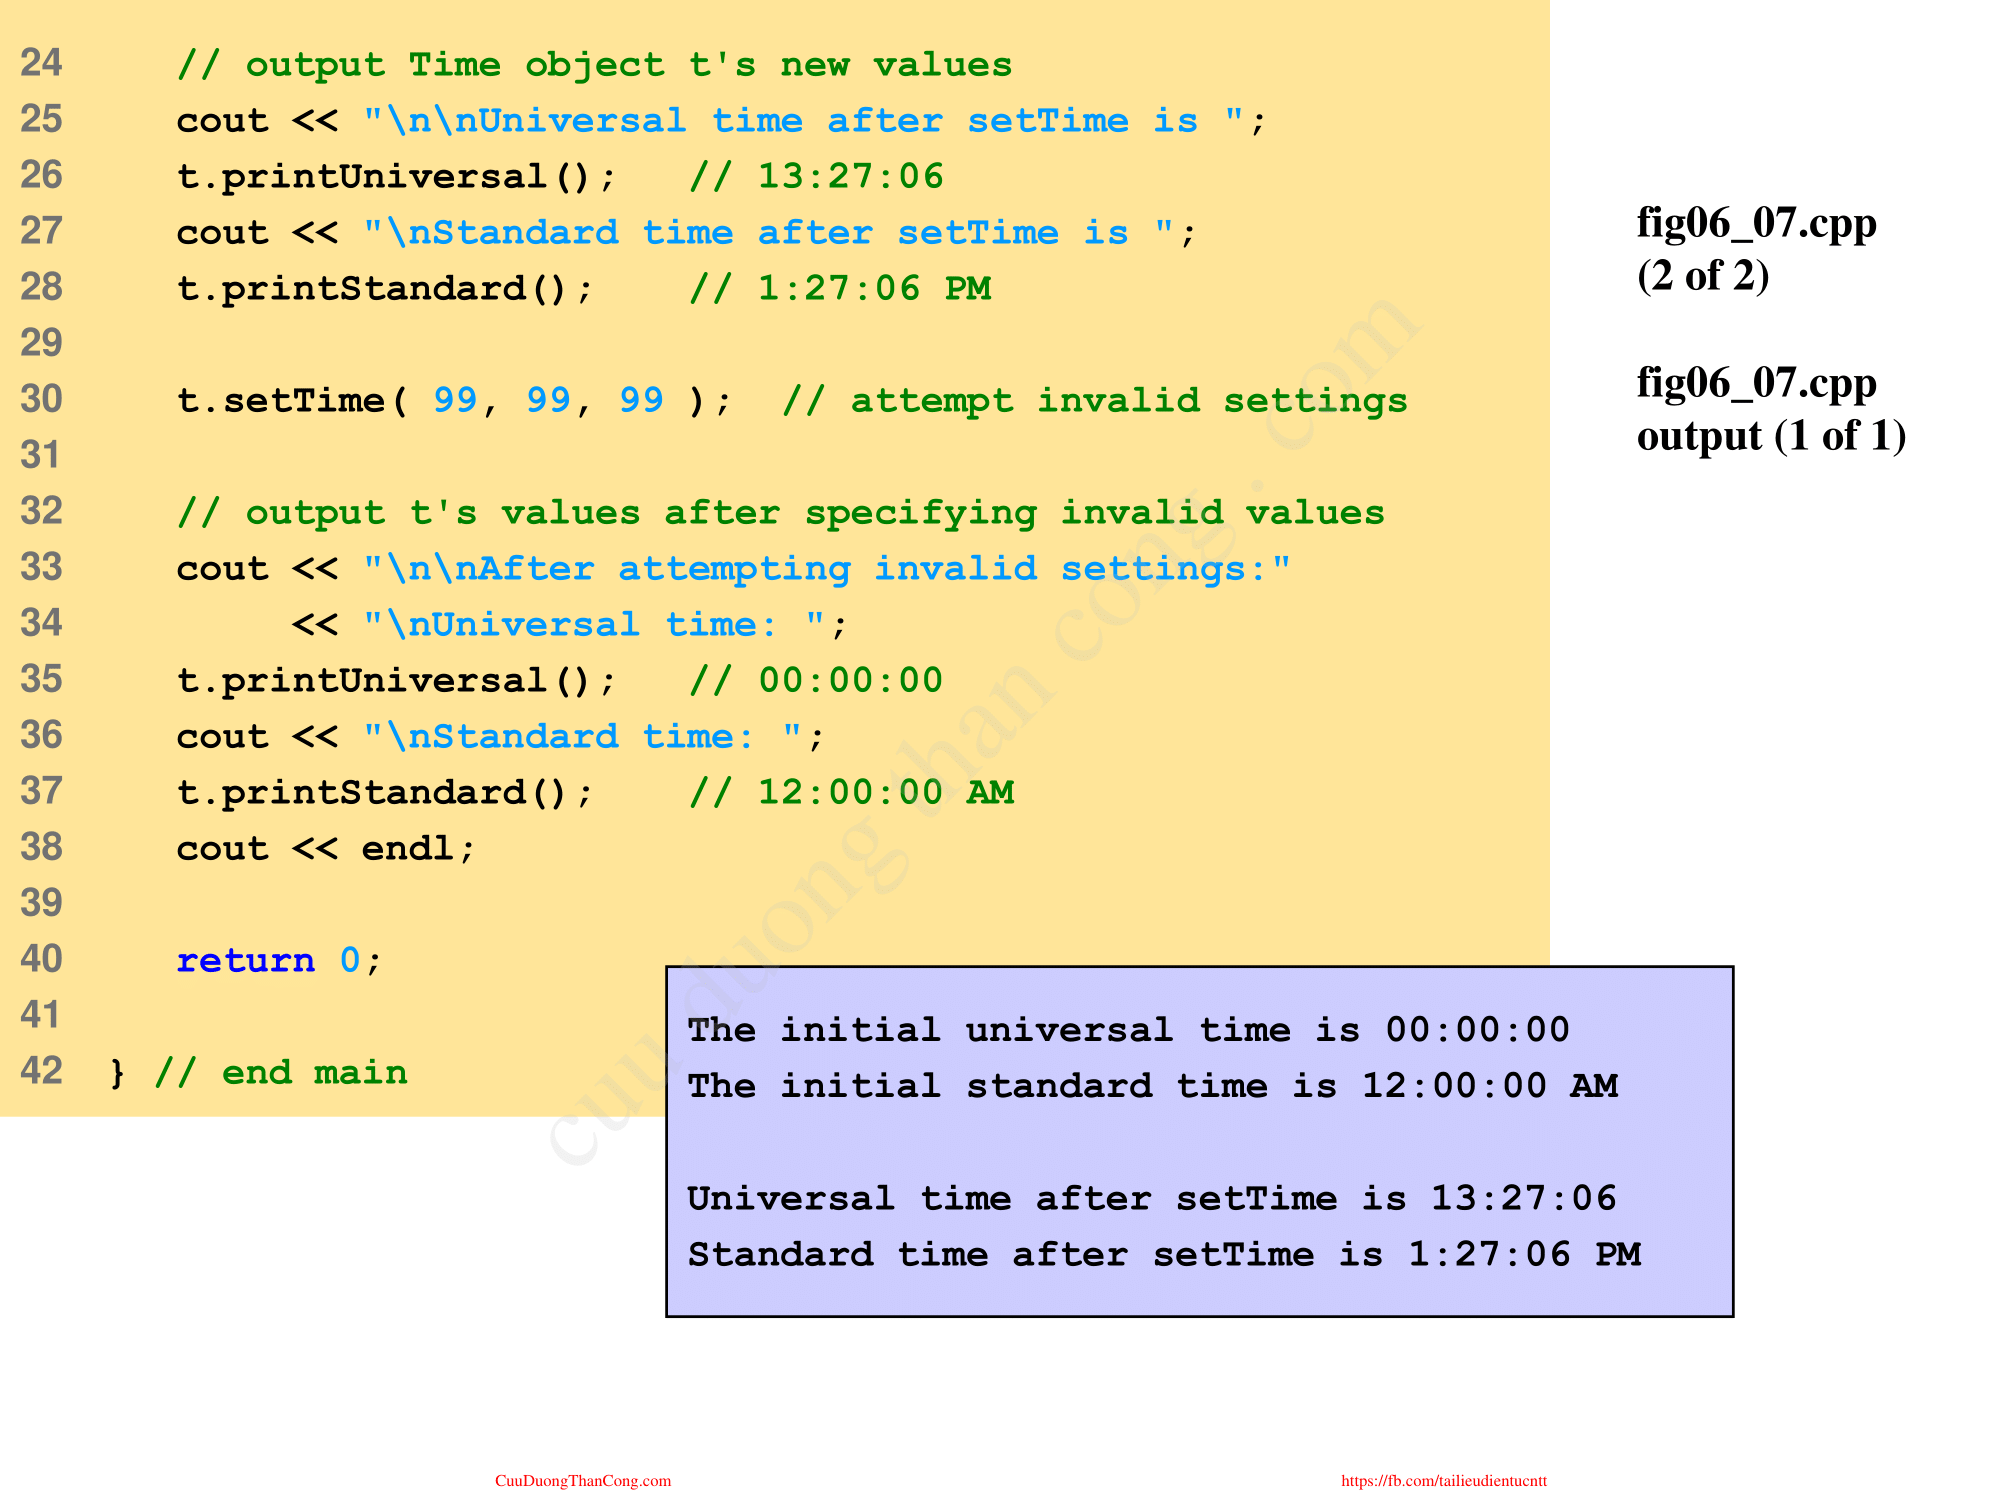 24 // output Time object t's new values
25 cout << "\n\nUniversal time after setTime is ";
26 t.printUniversal(); // 13:27:06
27 cout << "\nStandard time after setTime is ";
28 t.printStandard(); // 1:27:06 PM
29
30 t.setTime( 99, 99, 99 ); // attempt invalid settings
31
32 // output t's values after specifying invalid values
33 cout << "\n\nAfter attempting invalid settings:"
34 << "\nUniversal time: ";
35 t.printUniversal(); // 00:00:00
36 cout << "\nStandard time: ";
37 t.printStandard(); // 12:00:00 AM
38 cout << endl;
39
40 return 0;
41
42 } // end main
fig06_07.cpp
(2 of 2)
fig06_07.cpp
output (1 of 1)
The initial universal time is 00:00:00
The initial standard time is 12:00:00 AM
Universal time after setTime is 13:27:06
Standard time after setTime is 1:27:06 PM
cuu duong than cong . com
CuuDuongThanCong.com
https://fb.com/tailieudientucntt